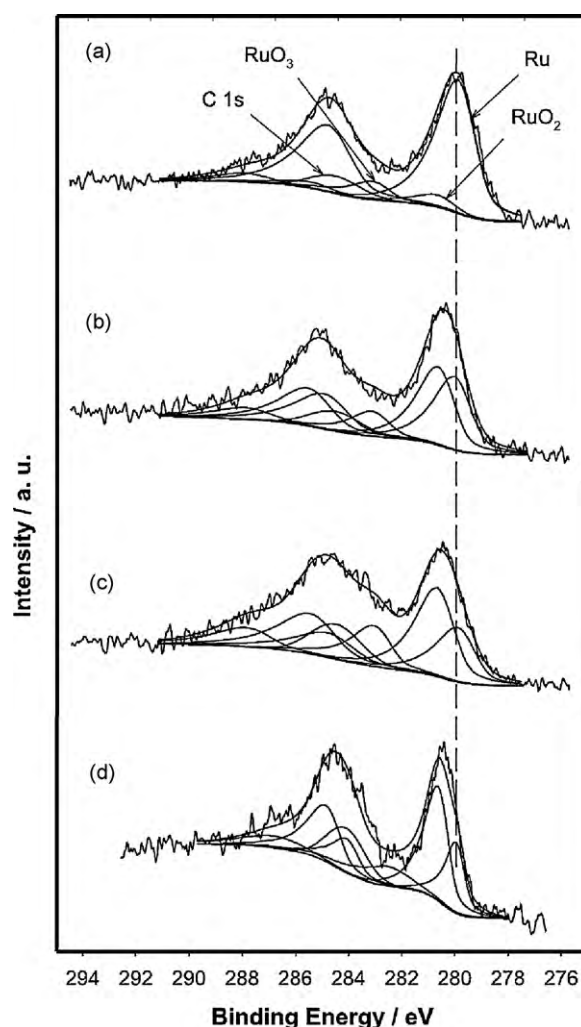 (a)
RuO₃
Ru
C 1s
RuO₂
(b)
(c)
(d)
Intensity / a. u.
294 292 290 288 286 284 282 280 278 276
Binding Energy / eV